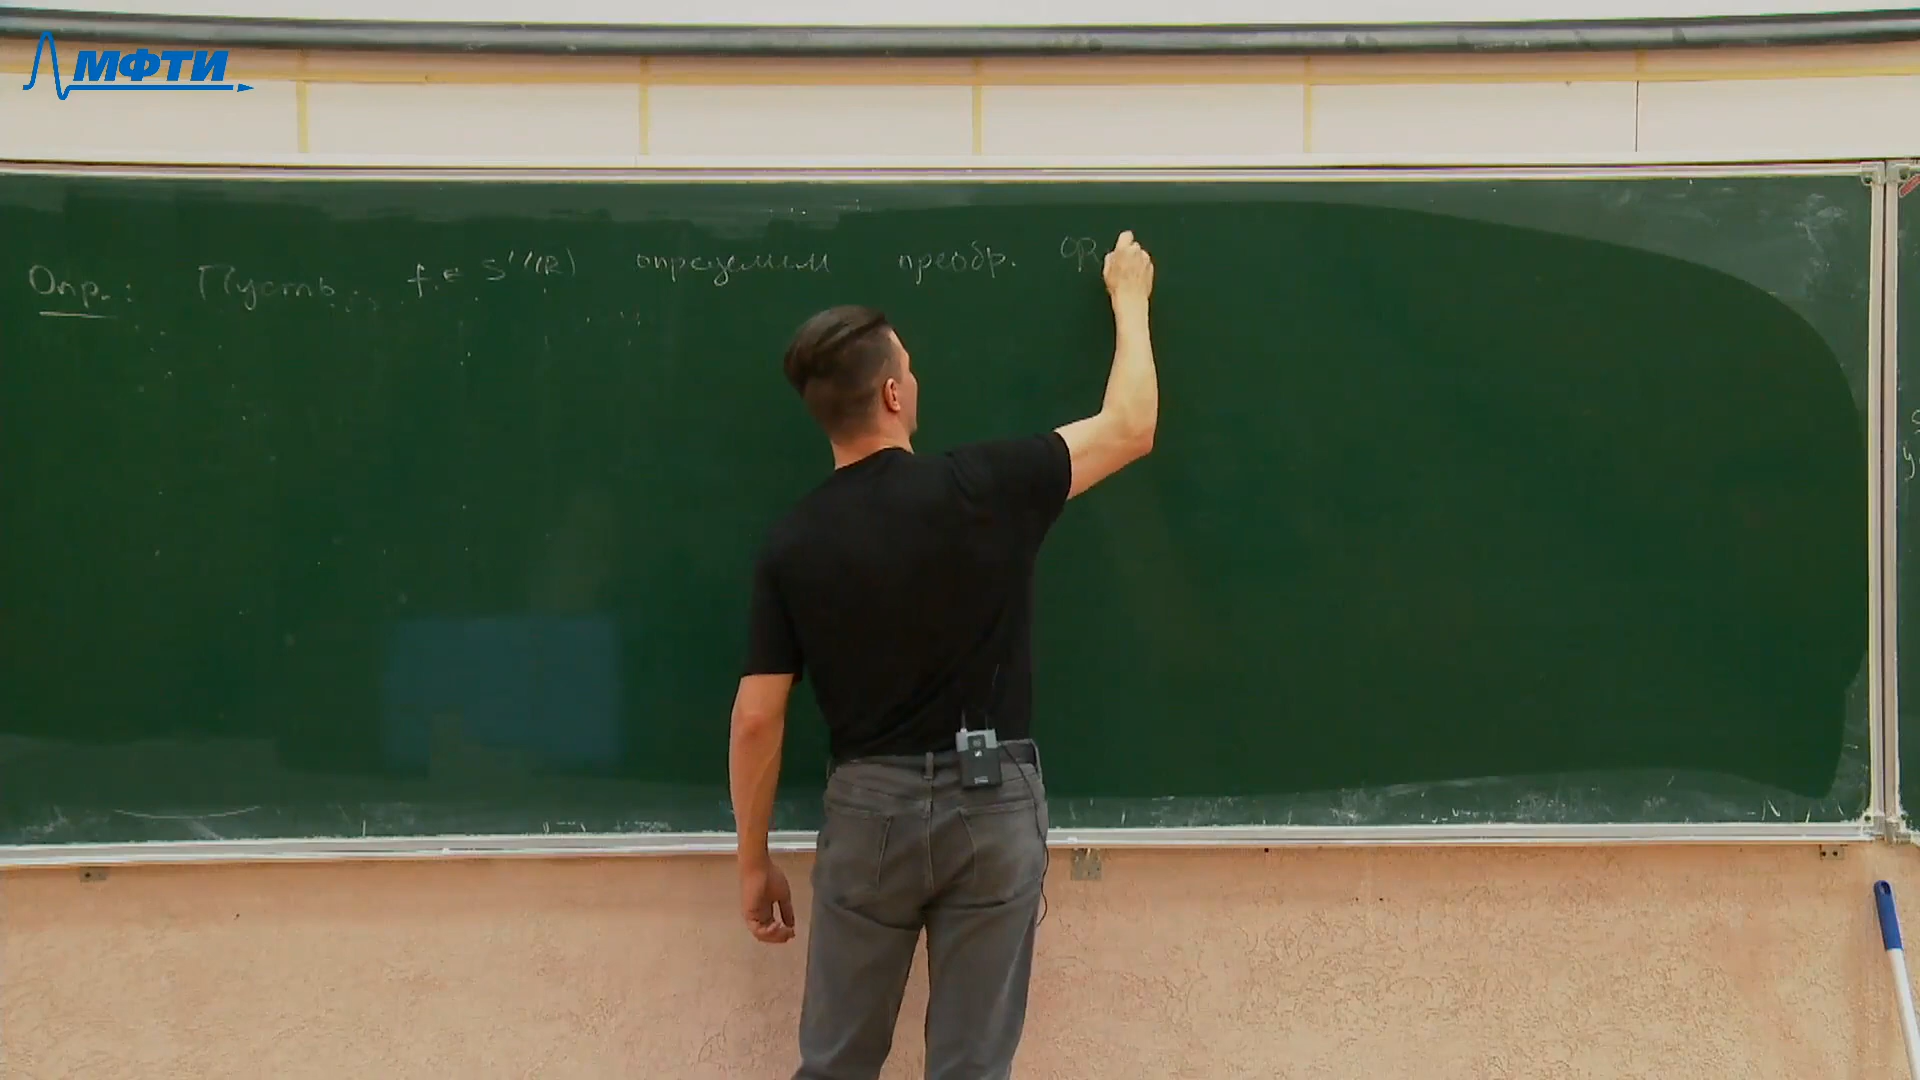 МФТИ
Опр.: Пусть f ∈ S'(ℝ) определим преобр.